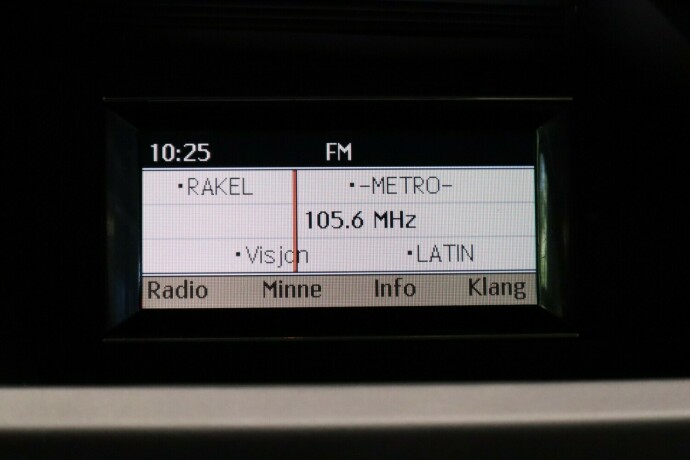 10:25 FM
·RAKEL ·-METRO-
105.6 MHz
·Visjon ·LATIN
Radio Minne Info Klang